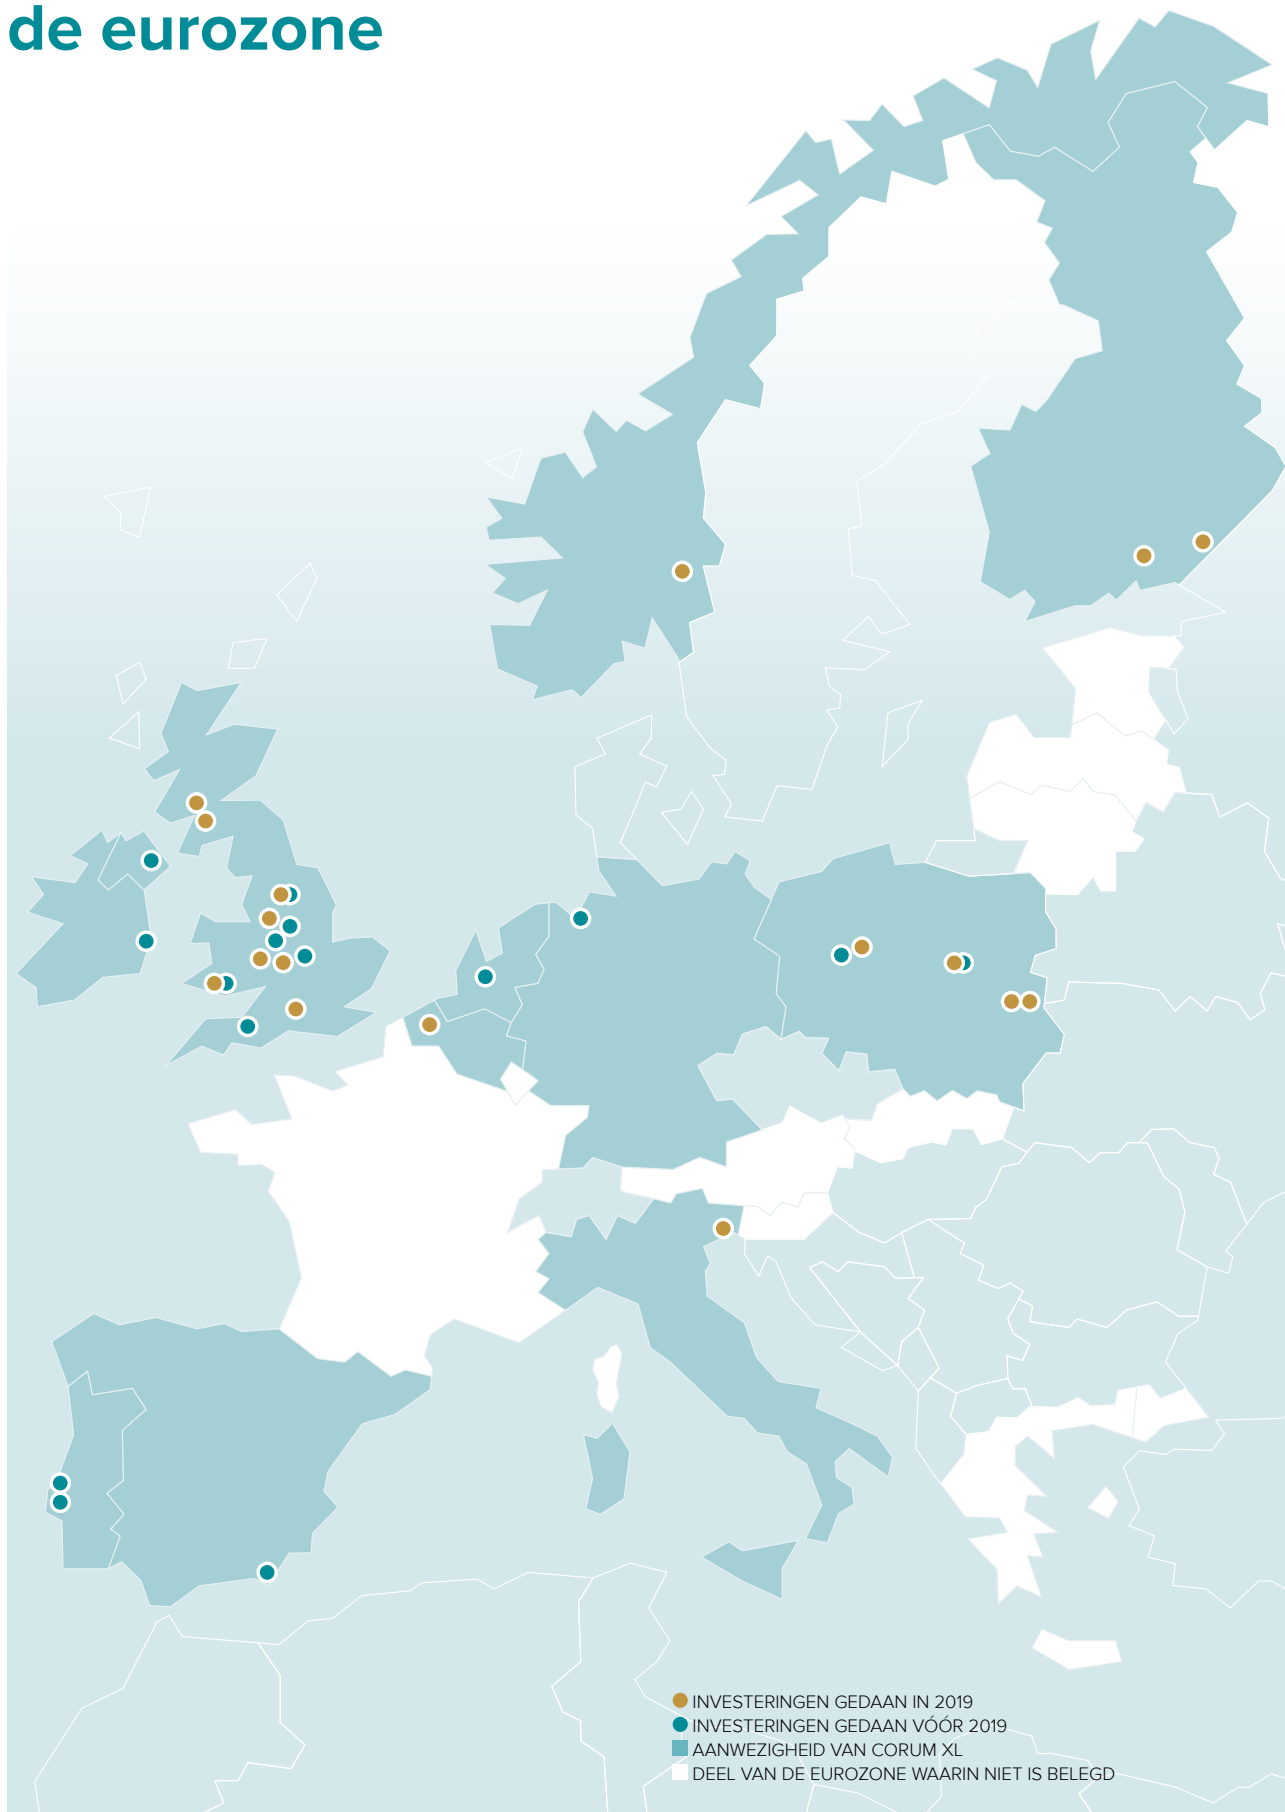 de eurozone
INVESTERINGEN GEDAAN IN 2019
INVESTERINGEN GEDAAN VÓÓR 2019
AANWEZIGHEID VAN CORUM XL
DEEL VAN DE EUROZONE WAARIN NIET IS BELEGD